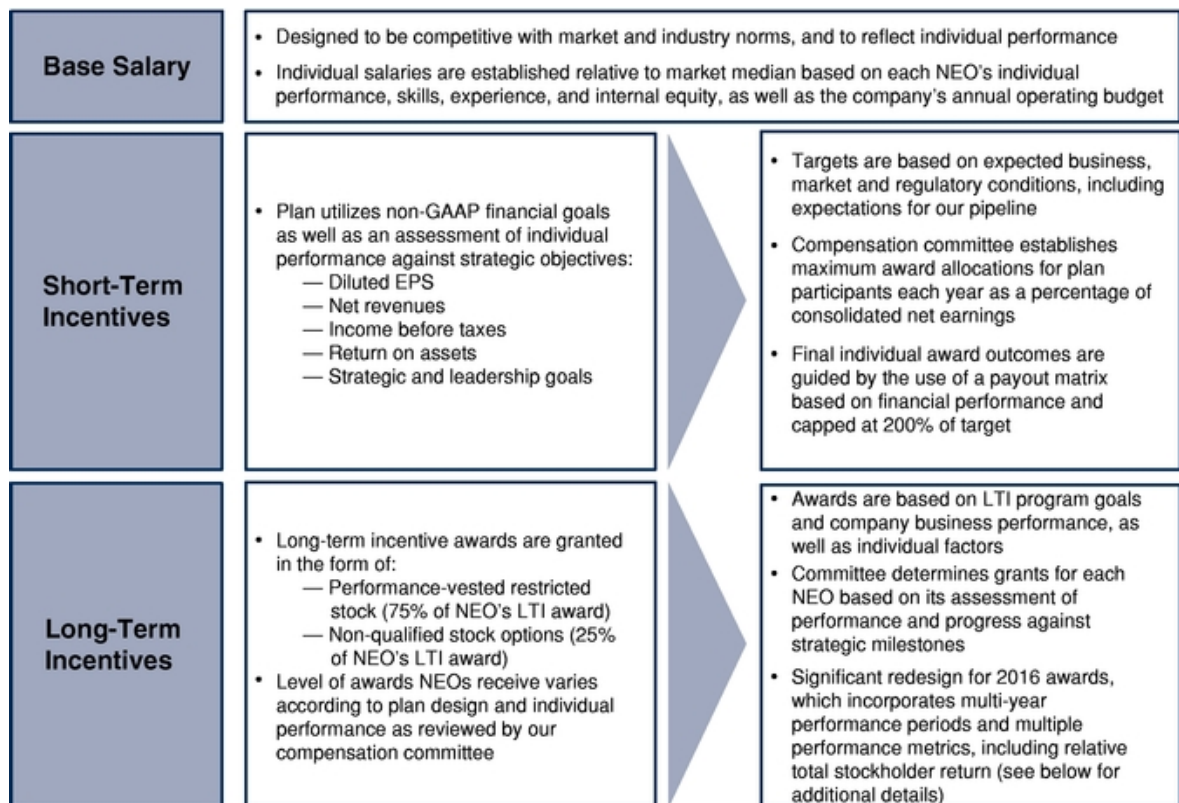 Base Salary
• Designed to be competitive with market and industry norms, and to reflect individual performance
• Individual salaries are established relative to market median based on each NEO's individual
performance, skills, experience, and internal equity, as well as the company's annual operating budget
Short-Term
Incentives
• Plan utilizes non-GAAP financial goals
as well as an assessment of individual
performance against strategic objectives:
— Diluted EPS
— Net revenues
— Income before taxes
— Return on assets
— Strategic and leadership goals
• Targets are based on expected business,
market and regulatory conditions, including
expectations for our pipeline
• Compensation committee establishes
maximum award allocations for plan
participants each year as a percentage of
consolidated net earnings
• Final individual award outcomes are
guided by the use of a payout matrix
based on financial performance and
capped at 200% of target
Long-Term
Incentives
• Long-term incentive awards are granted
in the form of:
— Performance-vested restricted
stock (75% of NEO's LTI award)
— Non-qualified stock options (25%
of NEO's LTI award)
• Level of awards NEOs receive varies
according to plan design and individual
performance as reviewed by our
compensation committee
• Awards are based on LTI program goals
and company business performance, as
well as individual factors
• Committee determines grants for each
NEO based on its assessment of
performance and progress against
strategic milestones
• Significant redesign for 2016 awards,
which incorporates multi-year
performance periods and multiple
performance metrics, including relative
total stockholder return (see below for
additional details)